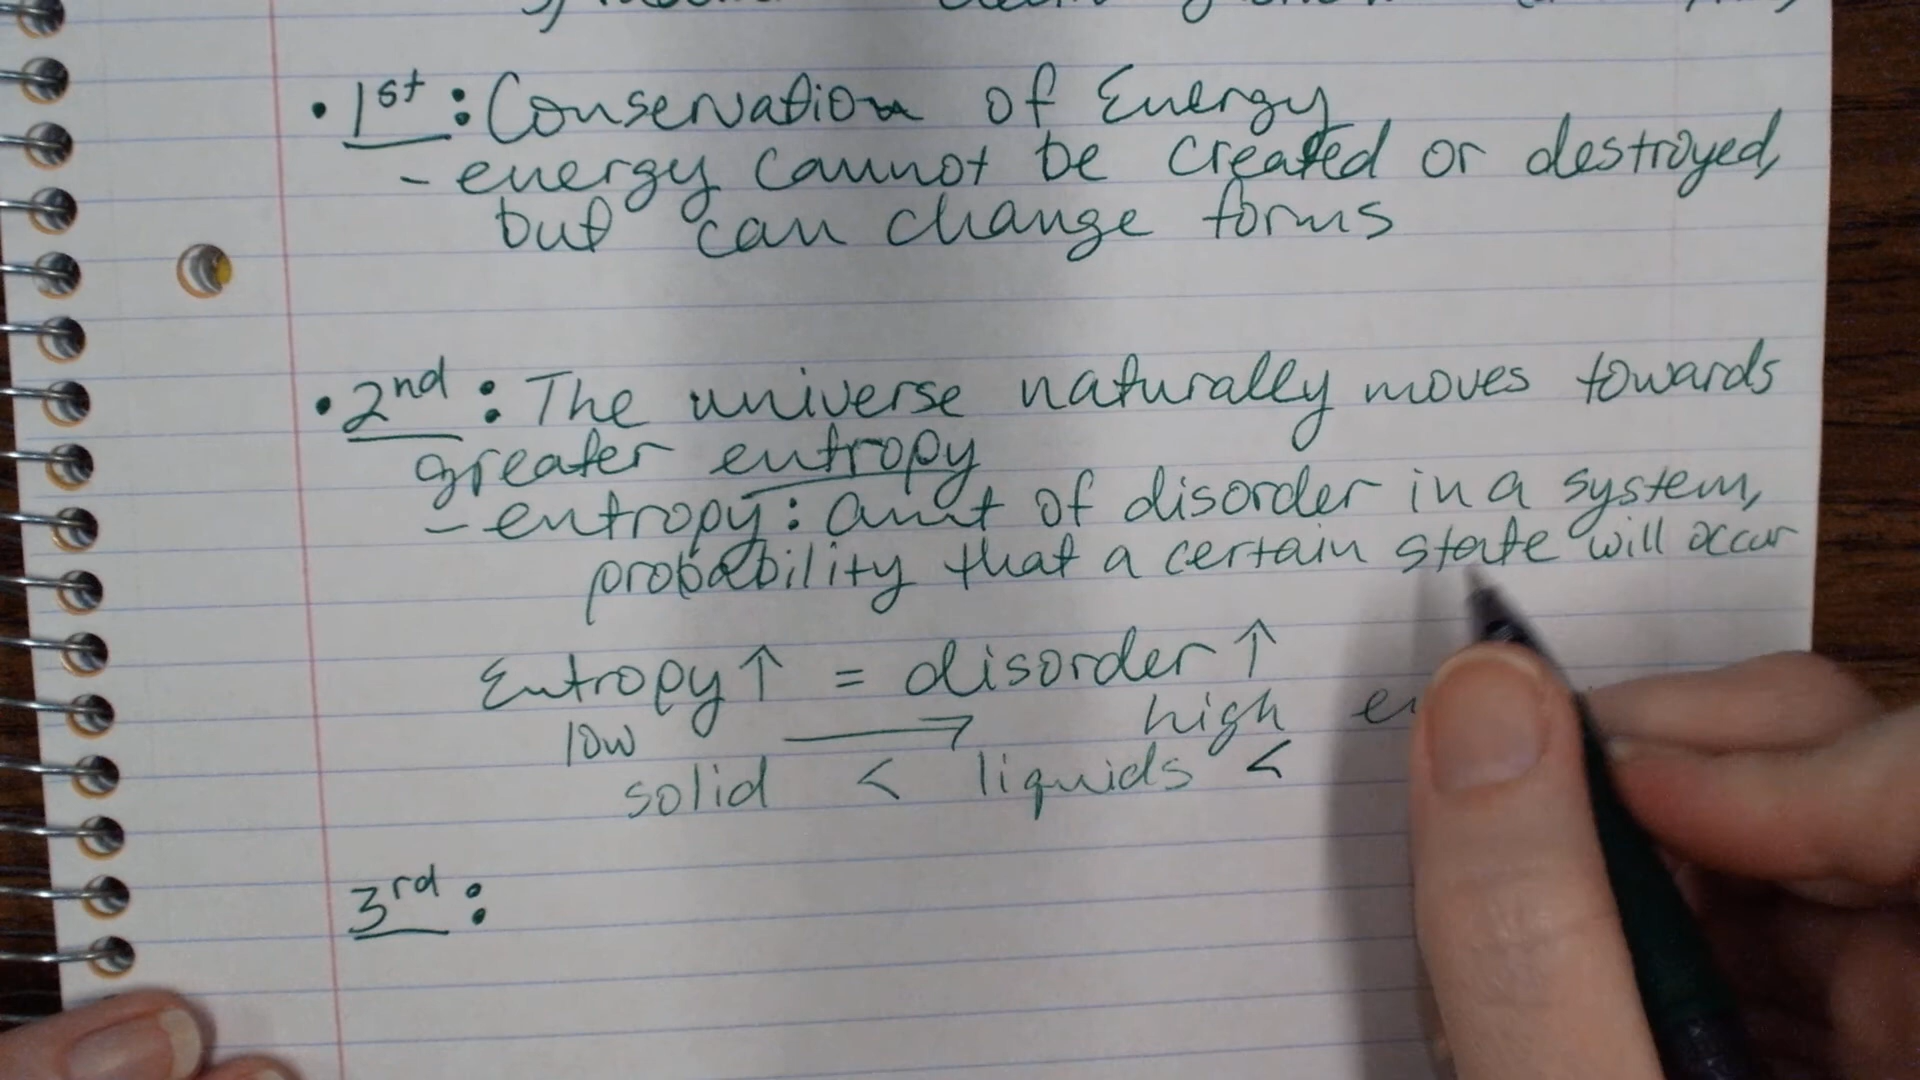 • 1st : Conservation of Energy
- energy cannot be created or destroyed,
but can change forms
• 2nd : The universe naturally moves towards
greater entropy
- entropy : amt of disorder in a system,
probability that a certain state will occur
Entropy ↑ = disorder ↑
low → high
solid < liquids <
3rd :